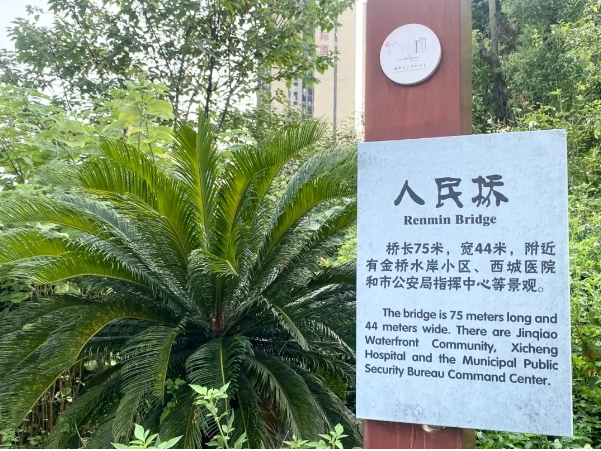 人民桥
Renmin Bridge
桥长75米，宽44米，附近
有金桥水岸小区、西城医院
和市公安局指挥中心等景观。
The bridge is 75 meters long and
44 meters wide. There are Jinqiao
Waterfront Community, Xicheng
Hospital and the Municipal Public
Security Bureau Command Center.